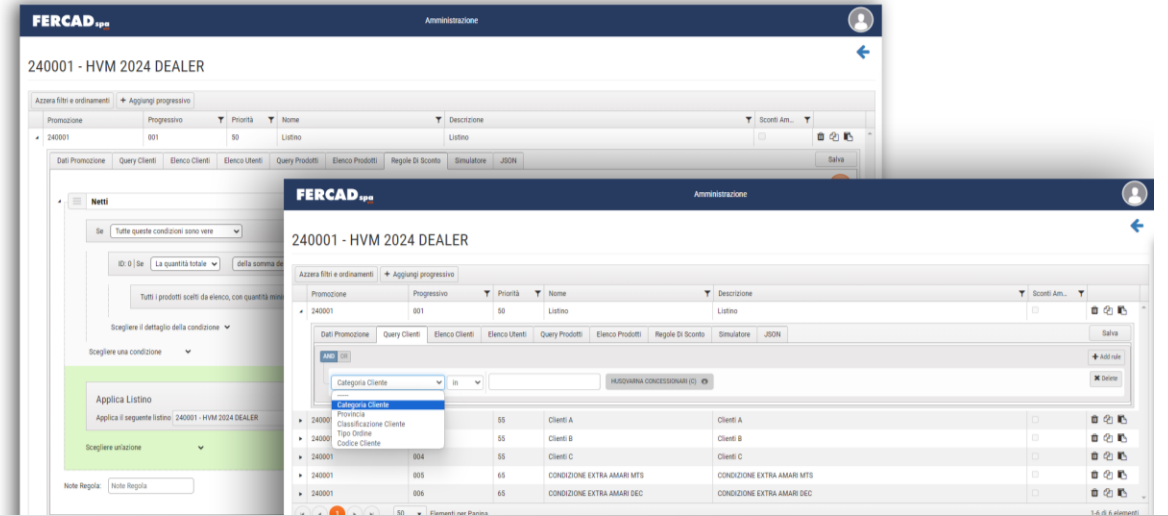 FERCAD spa
Amministrazione
240001 - HVM 2024 DEALER
Azzera filtri e ordinamenti + Aggiungi progressivo
Promozione Progressivo Priorità Nome Descrizione Sconti Am...
240001 001 50 Listino Listino
Dati Promozione Query Clienti Elenco Clienti Elenco Utenti Query Prodotti Elenco Prodotti Regole Di Sconto Simulatore JSON Salva
Netti
Se Tutte queste condizioni sono vere
ID: 0 Se La quantità totale della somma de
Tutti i prodotti scelti da elenco, con quantità mini
Scegliere il dettaglio della condizione
Scegliere una condizione
Applica Listino
Applica il seguente listino 240001 - HVM 2024 DEALER
Scegliere un'azione
Note Regola: Note Regola
FERCAD spa
Amministrazione
240001 - HVM 2024 DEALER
Azzera filtri e ordinamenti + Aggiungi progressivo
Promozione Progressivo Priorità Nome Descrizione Sconti Am...
240001 001 50 Listino Listino
Dati Promozione Query Clienti Elenco Clienti Elenco Utenti Query Prodotti Elenco Prodotti Regole Di Sconto Simulatore JSON Salva
AND OR + Add rule
Categoria Cliente in HUSQVARNA CONCESSIONARI (C) Delete
-----
Categoria Cliente
Provincia
Classificazione Cliente
Tipo Ordine
Codice Cliente
24000 55 Clienti A Clienti A
24000 55 Clienti B Clienti B
240001 004 55 Clienti C Clienti C
240001 005 65 CONDIZIONE EXTRA AMARI MTS CONDIZIONE EXTRA AMARI MTS
240001 006 65 CONDIZIONE EXTRA AMARI DEC CONDIZIONE EXTRA AMARI DEC
1 50 Elementi per Pagina 1-6 di 6 elementi